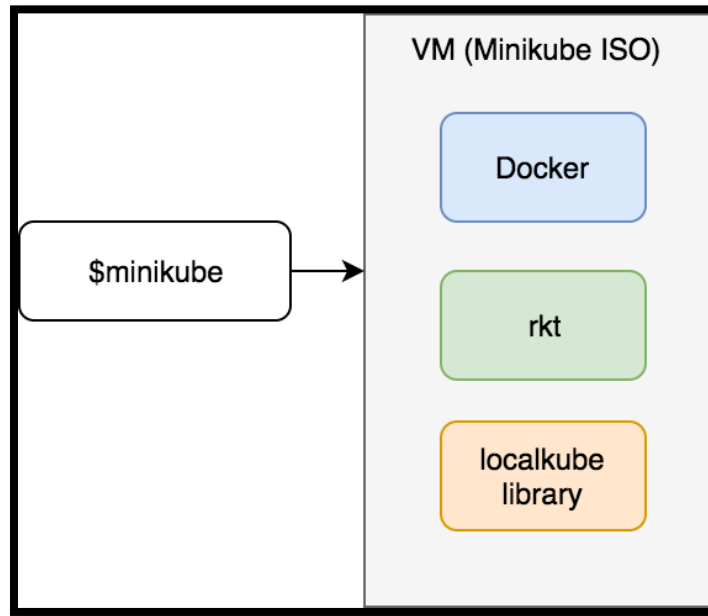 VM (Minikube ISO)
Docker
$minikube
rkt
localkube
library